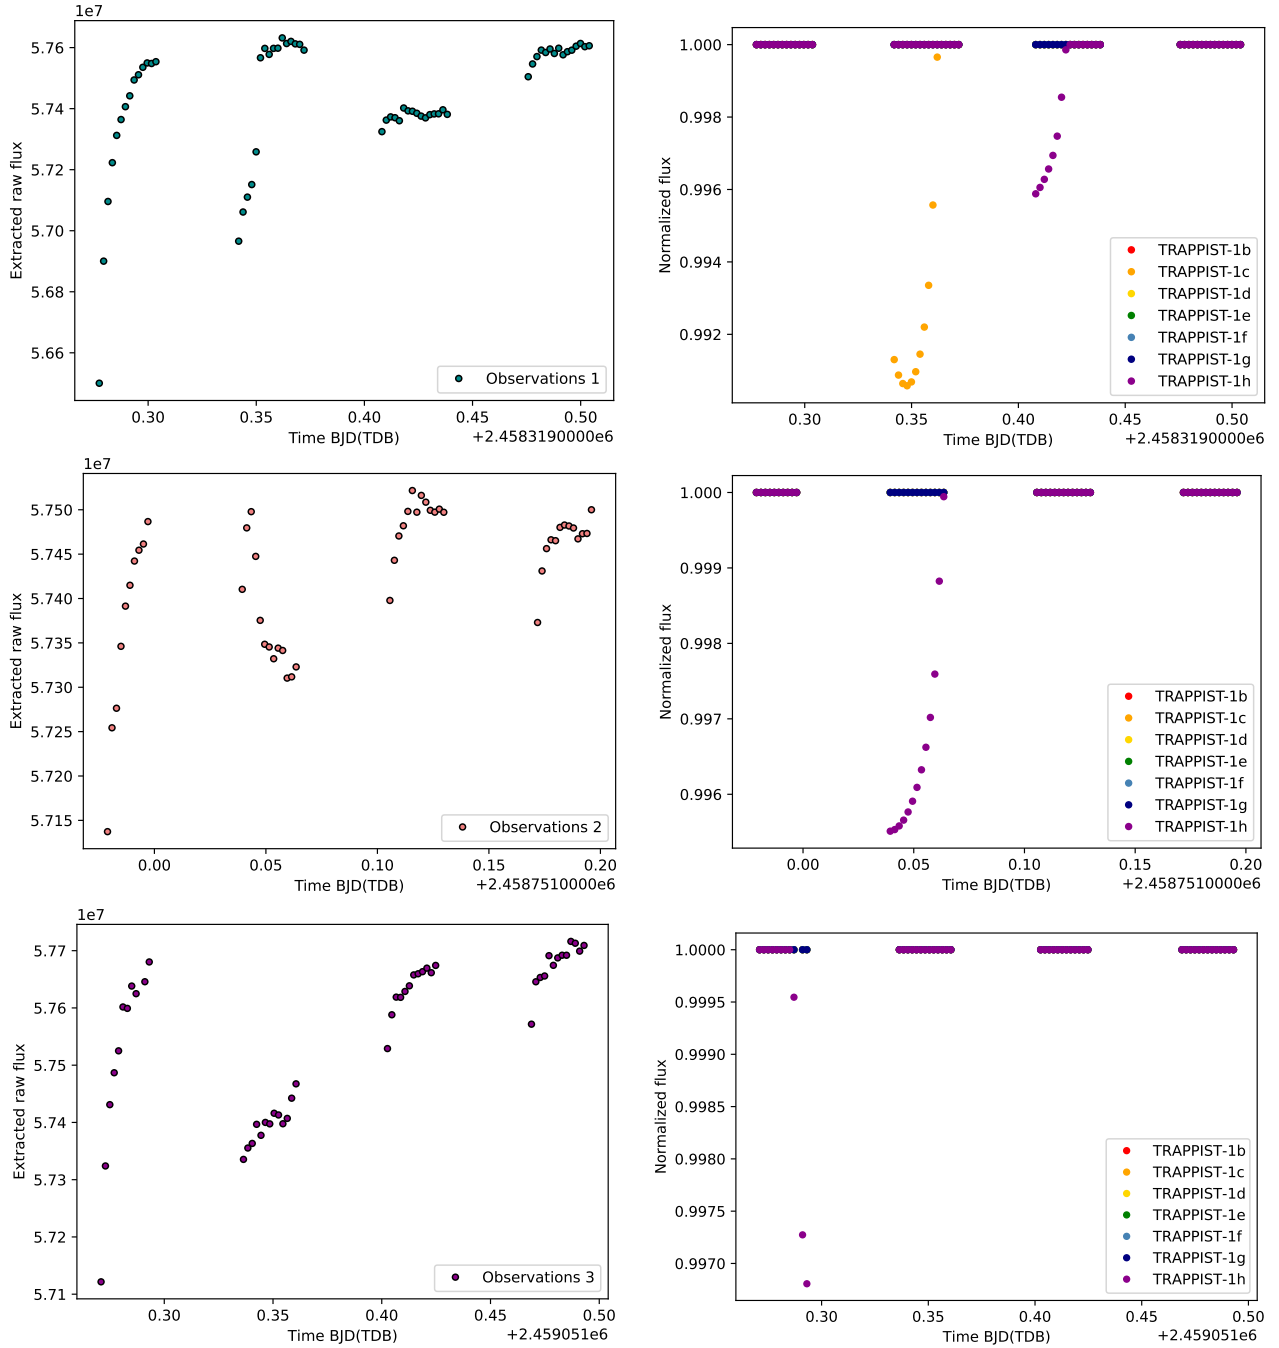 1e7
5.76
5.74
5.72
5.70
5.68
5.66
Extracted raw flux
Observations 1
0.30 0.35 0.40 0.45 0.50
Time BJD(TDB)
+2.4583190000e6
1.000
0.998
0.996
0.994
0.992
Normalized flux
TRAPPIST-1b
TRAPPIST-1c
TRAPPIST-1d
TRAPPIST-1e
TRAPPIST-1f
TRAPPIST-1g
TRAPPIST-1h
0.30 0.35 0.40 0.45 0.50
Time BJD(TDB)
+2.4583190000e6
1e7
5.750
5.745
5.740
5.735
5.730
5.725
5.720
5.715
Extracted raw flux
Observations 2
0.00 0.05 0.10 0.15 0.20
Time BJD(TDB)
+2.4587510000e6
1.000
0.999
0.998
0.997
0.996
Normalized flux
TRAPPIST-1b
TRAPPIST-1c
TRAPPIST-1d
TRAPPIST-1e
TRAPPIST-1f
TRAPPIST-1g
TRAPPIST-1h
0.00 0.05 0.10 0.15 0.20
Time BJD(TDB)
+2.4587510000e6
1e7
5.77
5.76
5.75
5.74
5.73
5.72
5.71
Extracted raw flux
Observations 3
0.30 0.35 0.40 0.45 0.50
Time BJD(TDB)
+2.459051e6
1.0000
0.9995
0.9990
0.9985
0.9980
0.9975
0.9970
Normalized flux
TRAPPIST-1b
TRAPPIST-1c
TRAPPIST-1d
TRAPPIST-1e
TRAPPIST-1f
TRAPPIST-1g
TRAPPIST-1h
0.30 0.35 0.40 0.45 0.50
Time BJD(TDB)
+2.459051e6